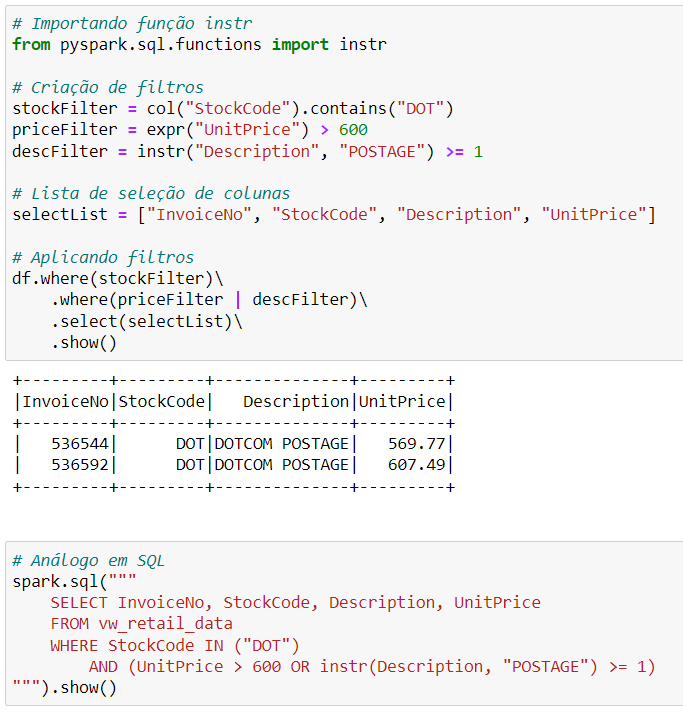 # Importando função instr
from pyspark.sql.functions import instr
# Criação de filtros
stockFilter = col("StockCode").contains("DOT")
priceFilter = expr("UnitPrice") > 600
descFilter = instr("Description", "POSTAGE") >= 1
# Lista de seleção de colunas
selectList = ["InvoiceNo", "StockCode", "Description", "UnitPrice"]
# Aplicando filtros
df.where(stockFilter)\
    .where(priceFilter | descFilter)\
    .select(selectList)\
    .show()
+---------+---------+--------------+---------+
|InvoiceNo|StockCode|   Description|UnitPrice|
+---------+---------+--------------+---------+
|   536544|      DOT|DOTCOM POSTAGE|   569.77|
|   536592|      DOT|DOTCOM POSTAGE|   607.49|
+---------+---------+--------------+---------+
# Análogo em SQL
spark.sql("""
    SELECT InvoiceNo, StockCode, Description, UnitPrice
    FROM vw_retail_data
    WHERE StockCode IN ("DOT")
        AND (UnitPrice > 600 OR instr(Description, "POSTAGE") >= 1)
""").show()